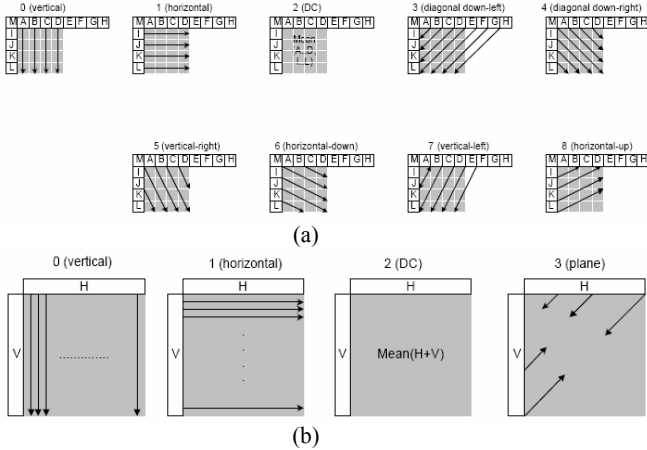 0 (vertical)
M A B C D E F G H
I
J
K
L
1 (horizontal)
M A B C D E F G H
I
J
K
L
2 (DC)
M A B C D E F G H
I
J
K
L
Mean
3 (diagonal down-left)
M A B C D E F G H
I
J
K
L
4 (diagonal down-right)
M A B C D E F G H
I
J
K
L
5 (vertical-right)
M A B C D E F G H
I
J
K
L
6 (horizontal-down)
M A B C D E F G H
I
J
K
L
7 (vertical-left)
M A B C D E F G H
I
J
K
L
8 (horizontal-up)
M A B C D E F G H
I
J
K
L
(a)
0 (vertical)
H
V
..............
1 (horizontal)
H
V
2 (DC)
H
V
Mean(H+V)
3 (plane)
H
V
(b)